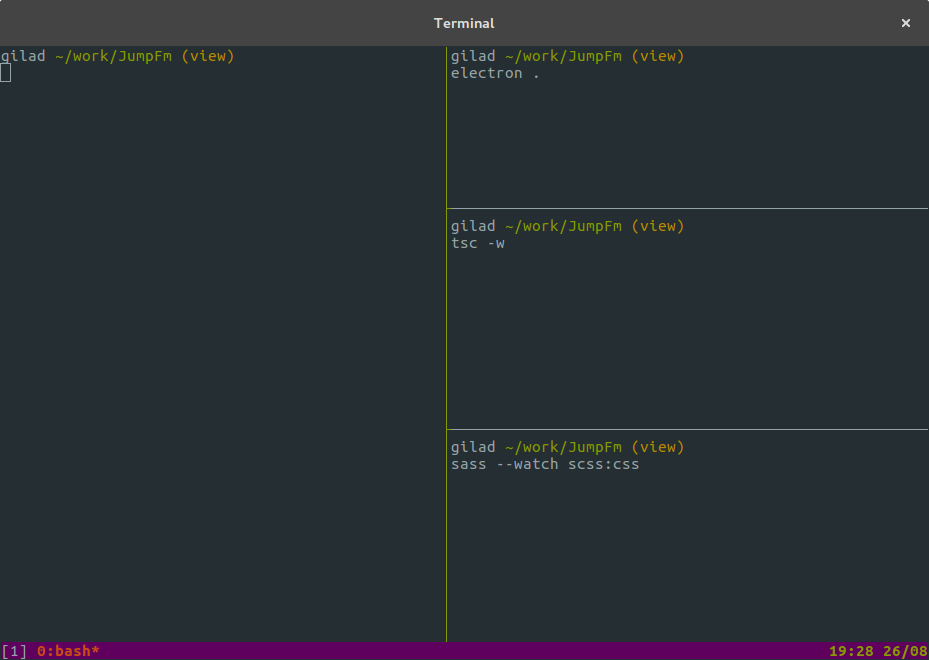 Terminal
gilad ~/work/JumpFm (view)
gilad ~/work/JumpFm (view)
electron .
gilad ~/work/JumpFm (view)
tsc -w
gilad ~/work/JumpFm (view)
sass --watch scss:css
[1] 0:bash* 19:28 26/08